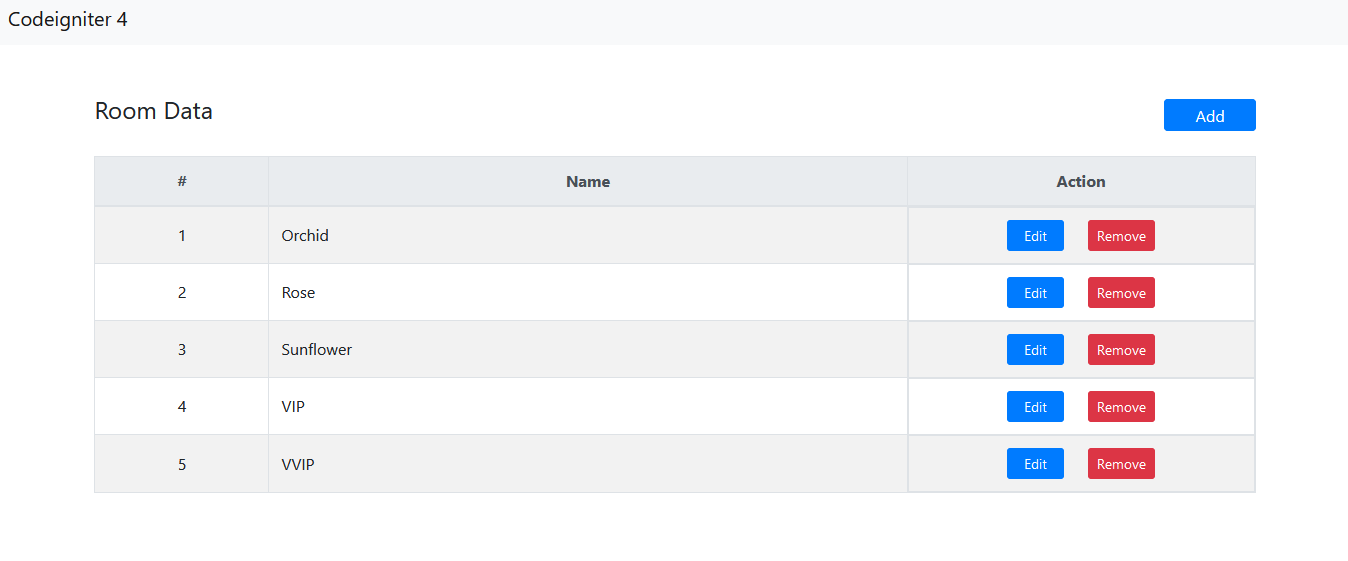 Codeigniter 4
Room Data
Add
# Name Action
1 Orchid Edit Remove
2 Rose Edit Remove
3 Sunflower Edit Remove
4 VIP Edit Remove
5 VVIP Edit Remove